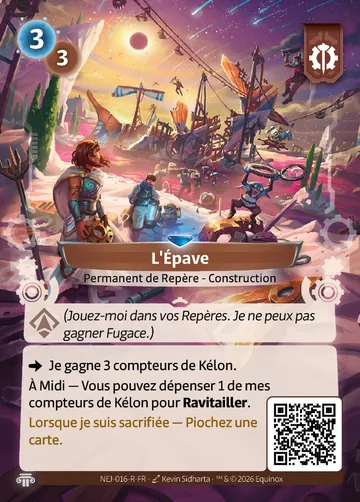 3
3
L'Épave
Permanent de Repère - Construction
(Jouez-moi dans vos Repères. Je ne peux pas
gagner Fugace.)
Je gagne 3 compteurs de Kélon.
À Midi — Vous pouvez dépenser 1 de mes
compteurs de Kélon pour Ravitailler.
Lorsque je suis sacrifiée — Piochez une
carte.
NEJ-016-R-FR - Kevin Sidharta - ™ & © 2026 Equinox